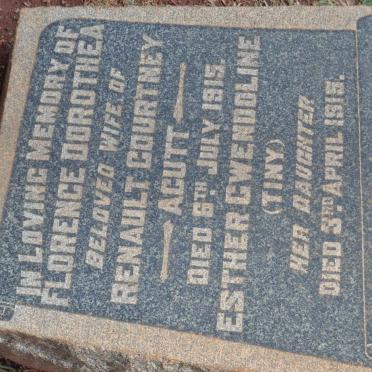 IN LOVING MEMORY OF
FLORENCE DOROTHEA
BELOVED WIFE OF
RENAULT COURTNEY
ACUTT
DIED 6TH JULY 1915.
ESTHER GWENDOLINE
(TINY)
HER DAUGHTER
DIED 3RD APRIL 1915.